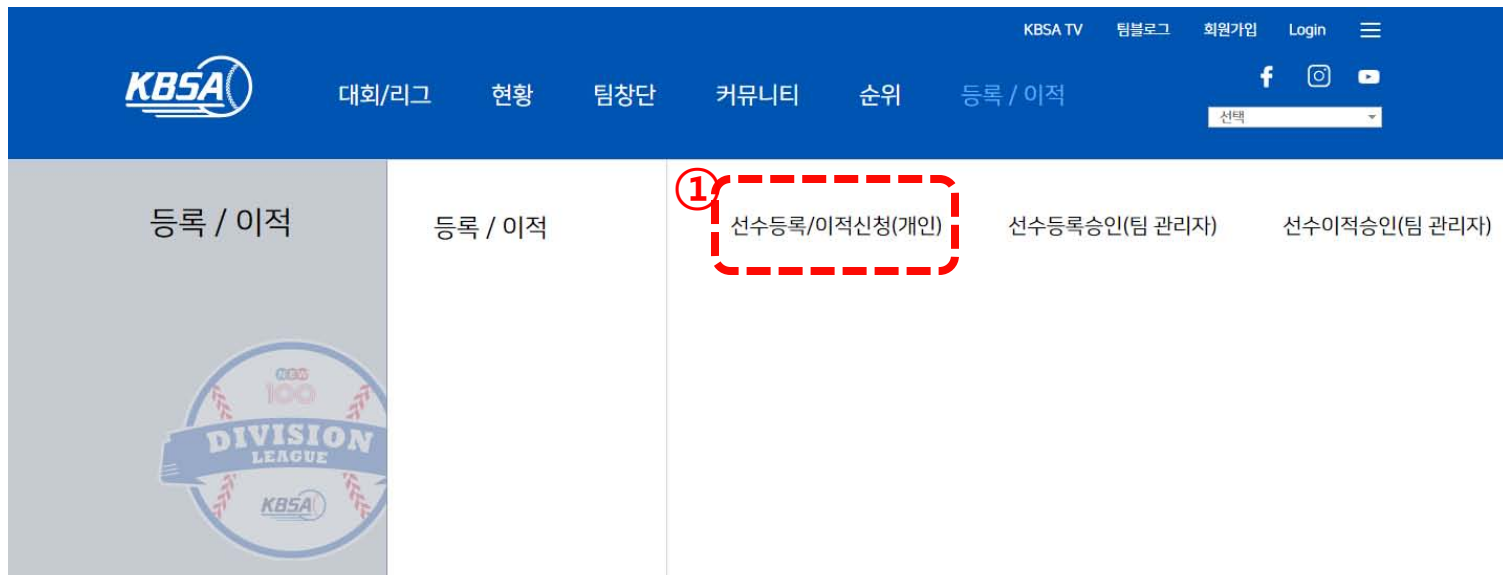 KBSA TV 팀블로그 회원가입 Login
KBSA 대회/리그 현황 팀창단 커뮤니티 순위 등록 / 이적
선택
등록 / 이적
등록 / 이적
①
선수등록/이적신청(개인) 선수등록승인(팀 관리자) 선수이적승인(팀 관리자)
NEW
100
DIVISION
LEAGUE
KBSA